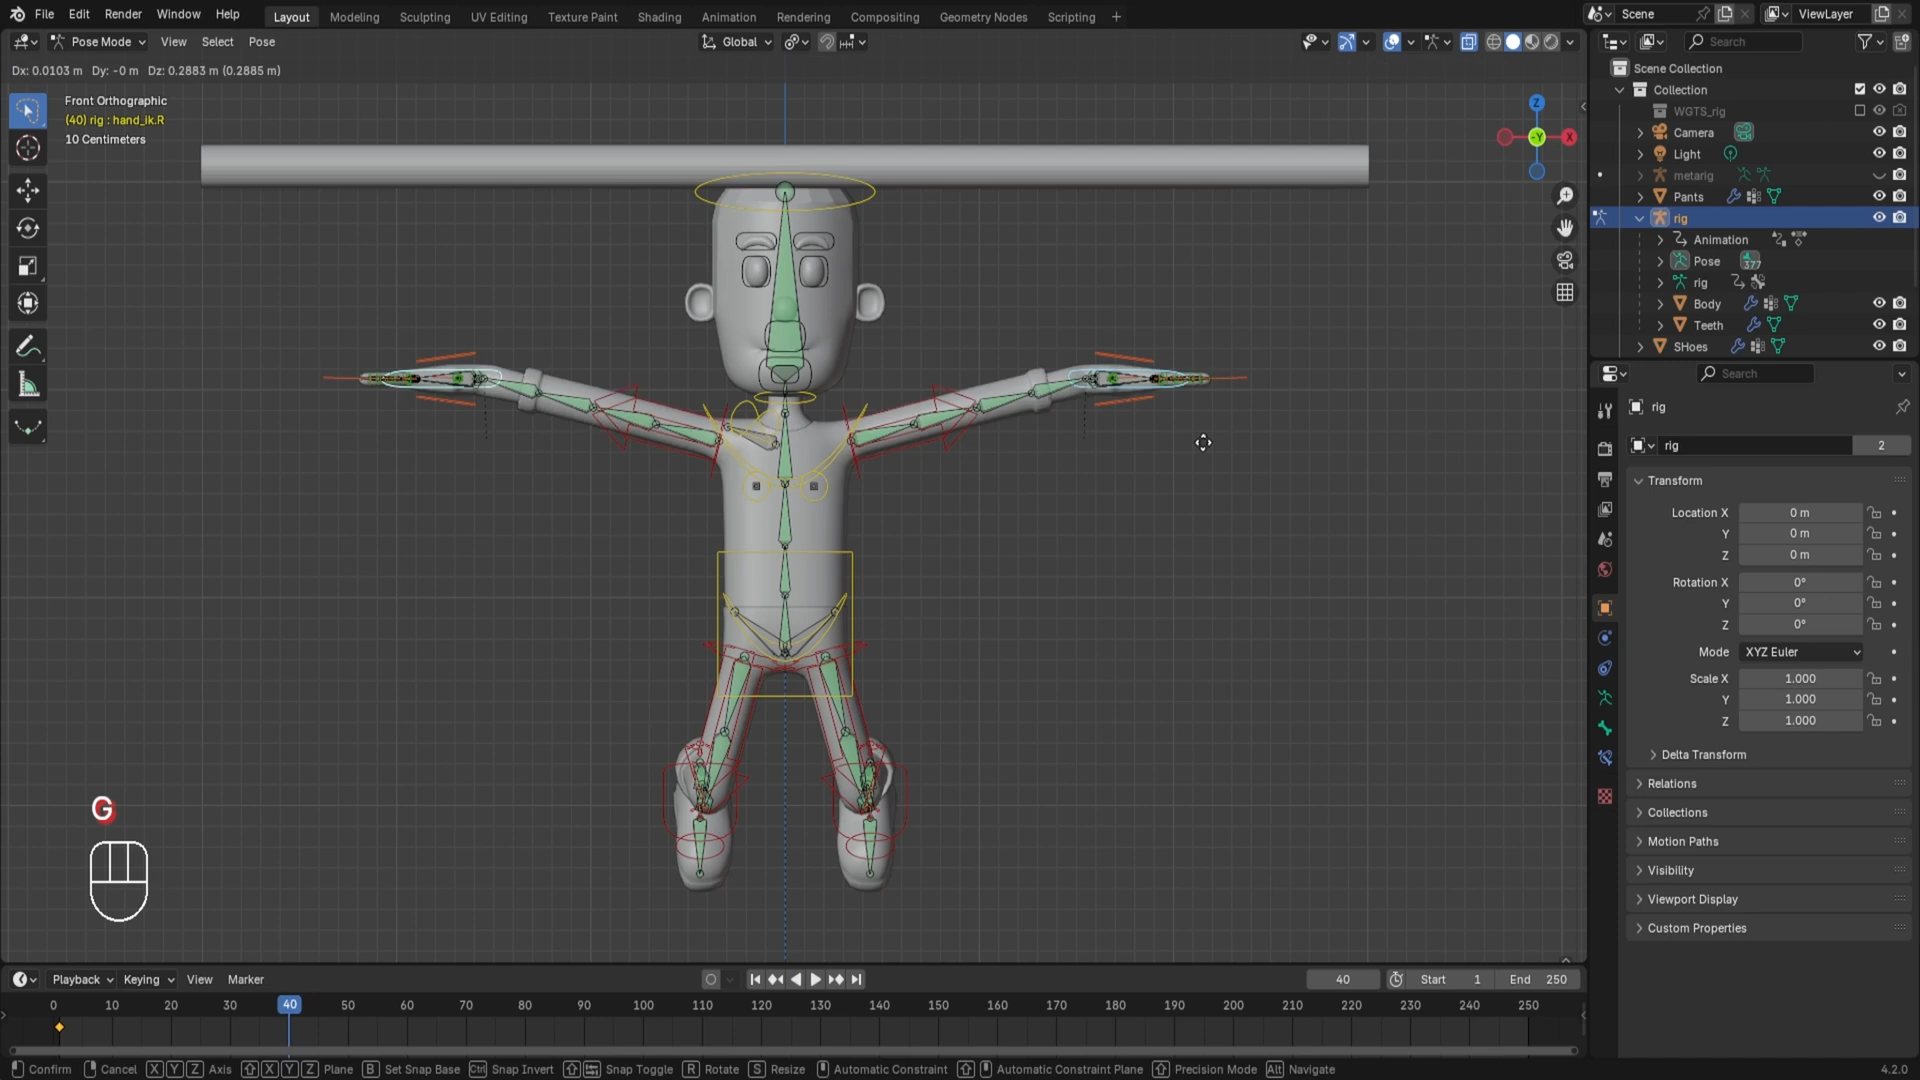 File Edit Render Window Help Layout Modeling Sculpting UV Editing Texture Paint Shading Animation Rendering Compositing Geometry Nodes Scripting + Scene ViewLayer
Pose Mode View Select Pose Global Search
Dx: 0.0103 m Dy: -0 m Dz: 0.2883 m (0.2885 m)
Front Orthographic
(40) rig : hand_ik.R
10 Centimeters
Z
-Y
X
Scene Collection
Collection
WGTS_rig
Camera
Light
metarig
Pants
rig
Animation
Pose 377
rig
Body
Teeth
SHoes
Search
rig
rig 2
Transform
Location X 0 m
Y 0 m
Z 0 m
Rotation X 0°
Y 0°
Z 0°
Mode XYZ Euler
Scale X 1.000
Y 1.000
Z 1.000
Delta Transform
Relations
Collections
Motion Paths
Visibility
Viewport Display
Custom Properties
G
Playback Keying View Marker 40 Start 1 End 250
0 10 20 30 40 50 60 70 80 90 100 110 120 130 140 150 160 170 180 190 200 210 220 230 240 250
Confirm Cancel X Y Z Axis X Y Z Plane B Set Snap Base Ctrl Snap Invert Snap Toggle R Rotate S Resize Automatic Constraint Automatic Constraint Plane Precision Mode Alt Navigate 4.2.0